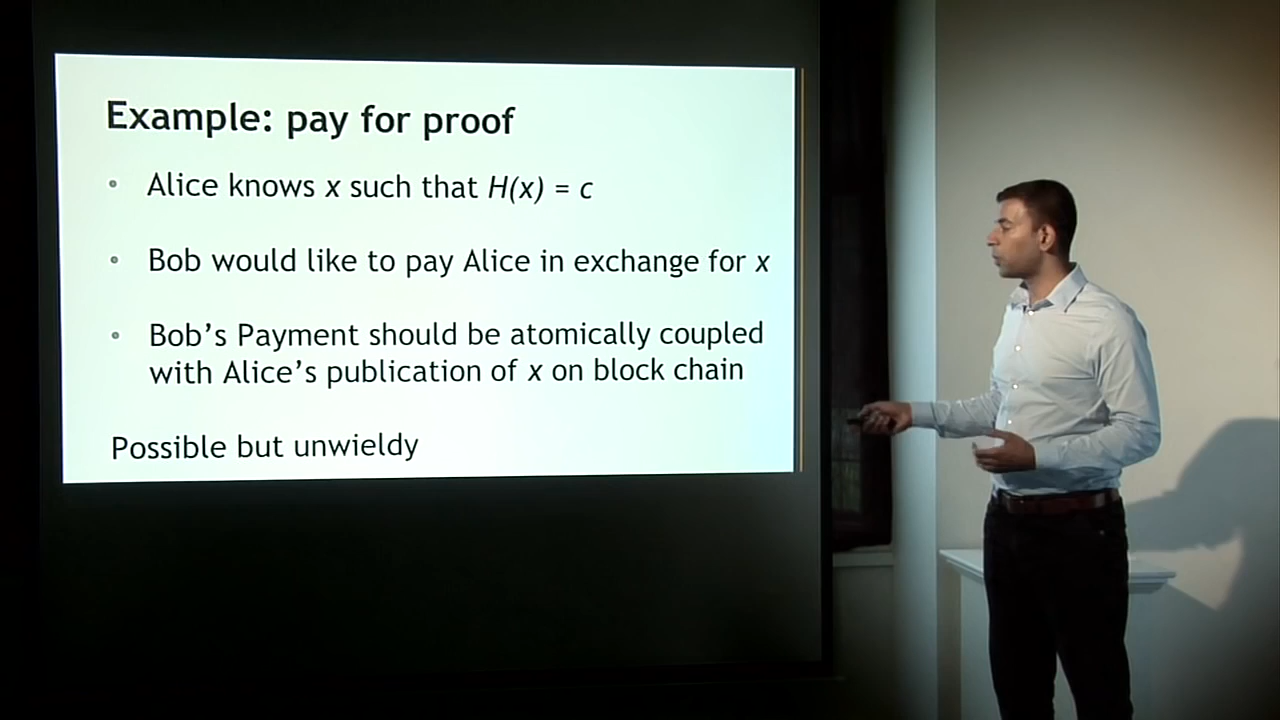 Example: pay for proof
• Alice knows x such that H(x) = c
• Bob would like to pay Alice in exchange for x
• Bob’s Payment should be atomically coupled
with Alice’s publication of x on block chain
Possible but unwieldy